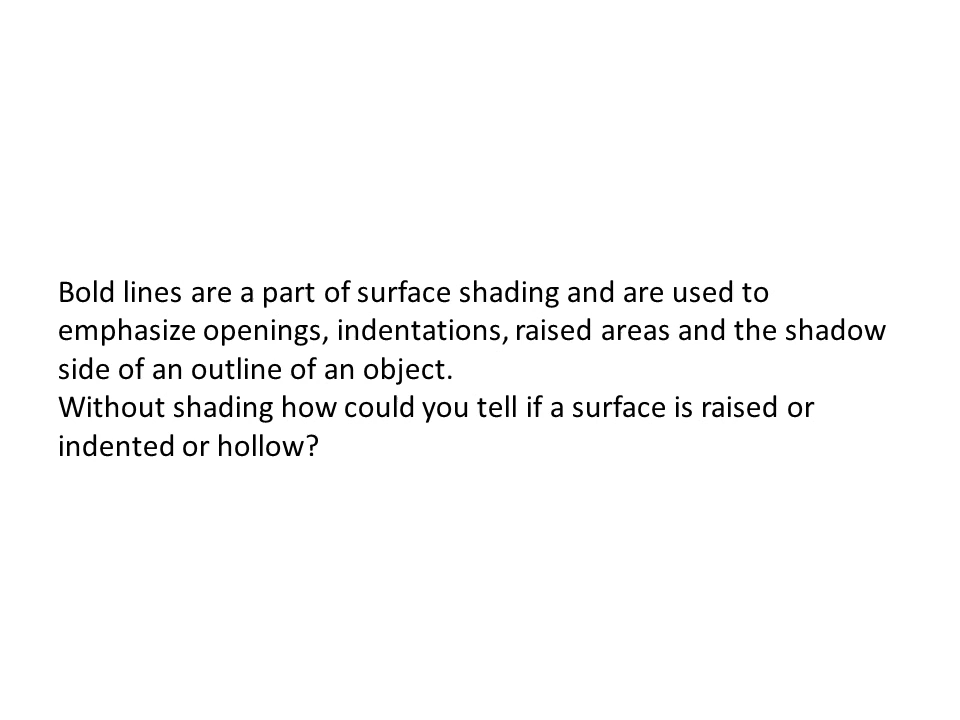 Bold lines are a part of surface shading and are used to
emphasize openings, indentations, raised areas and the shadow
side of an outline of an object.
Without shading how could you tell if a surface is raised or
indented or hollow?